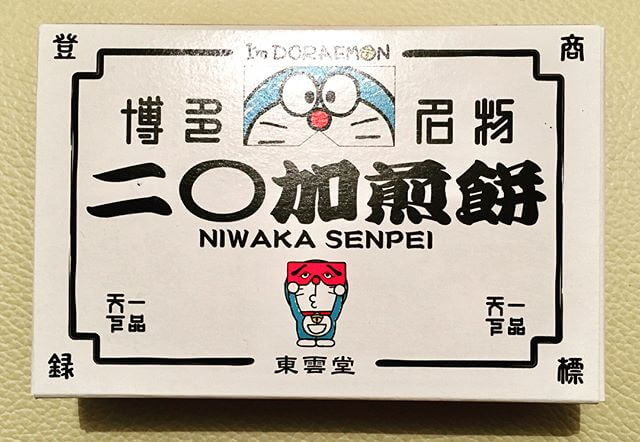 登 商
I'm DORAEMON
博多 名物
二〇加煎餅
NIWAKA SENPEI
天下一品 天下一品
録 東雲堂 標